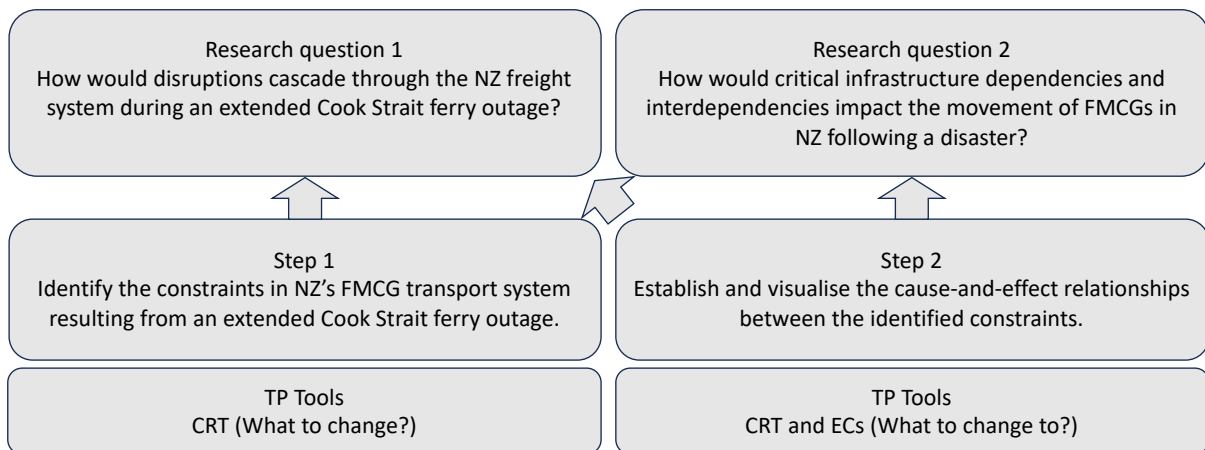 Research question 1
How would disruptions cascade through the NZ freight
system during an extended Cook Strait ferry outage?
Research question 2
How would critical infrastructure dependencies and
interdependencies impact the movement of FMCGs in
NZ following a disaster?
Step 1
Identify the constraints in NZ's FMCG transport system
resulting from an extended Cook Strait ferry outage.
Step 2
Establish and visualise the cause-and-effect relationships
between the identified constraints.
TP Tools
CRT (What to change?)
TP Tools
CRT and ECs (What to change to?)